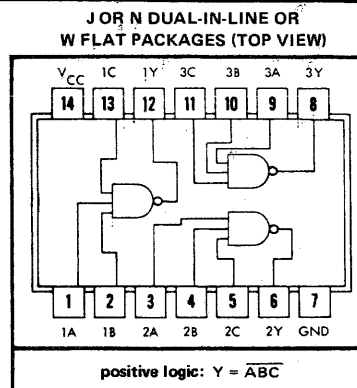 J OR N DUAL-IN-LINE OR
W FLAT PACKAGES (TOP VIEW)
VCC 1C 1Y 3C 3B 3A 3Y
14 13 12 11 10 9 8
1 2 3 4 5 6 7
1A 1B 2A 2B 2C 2Y GND
positive logic: Y = \overline{ABC}